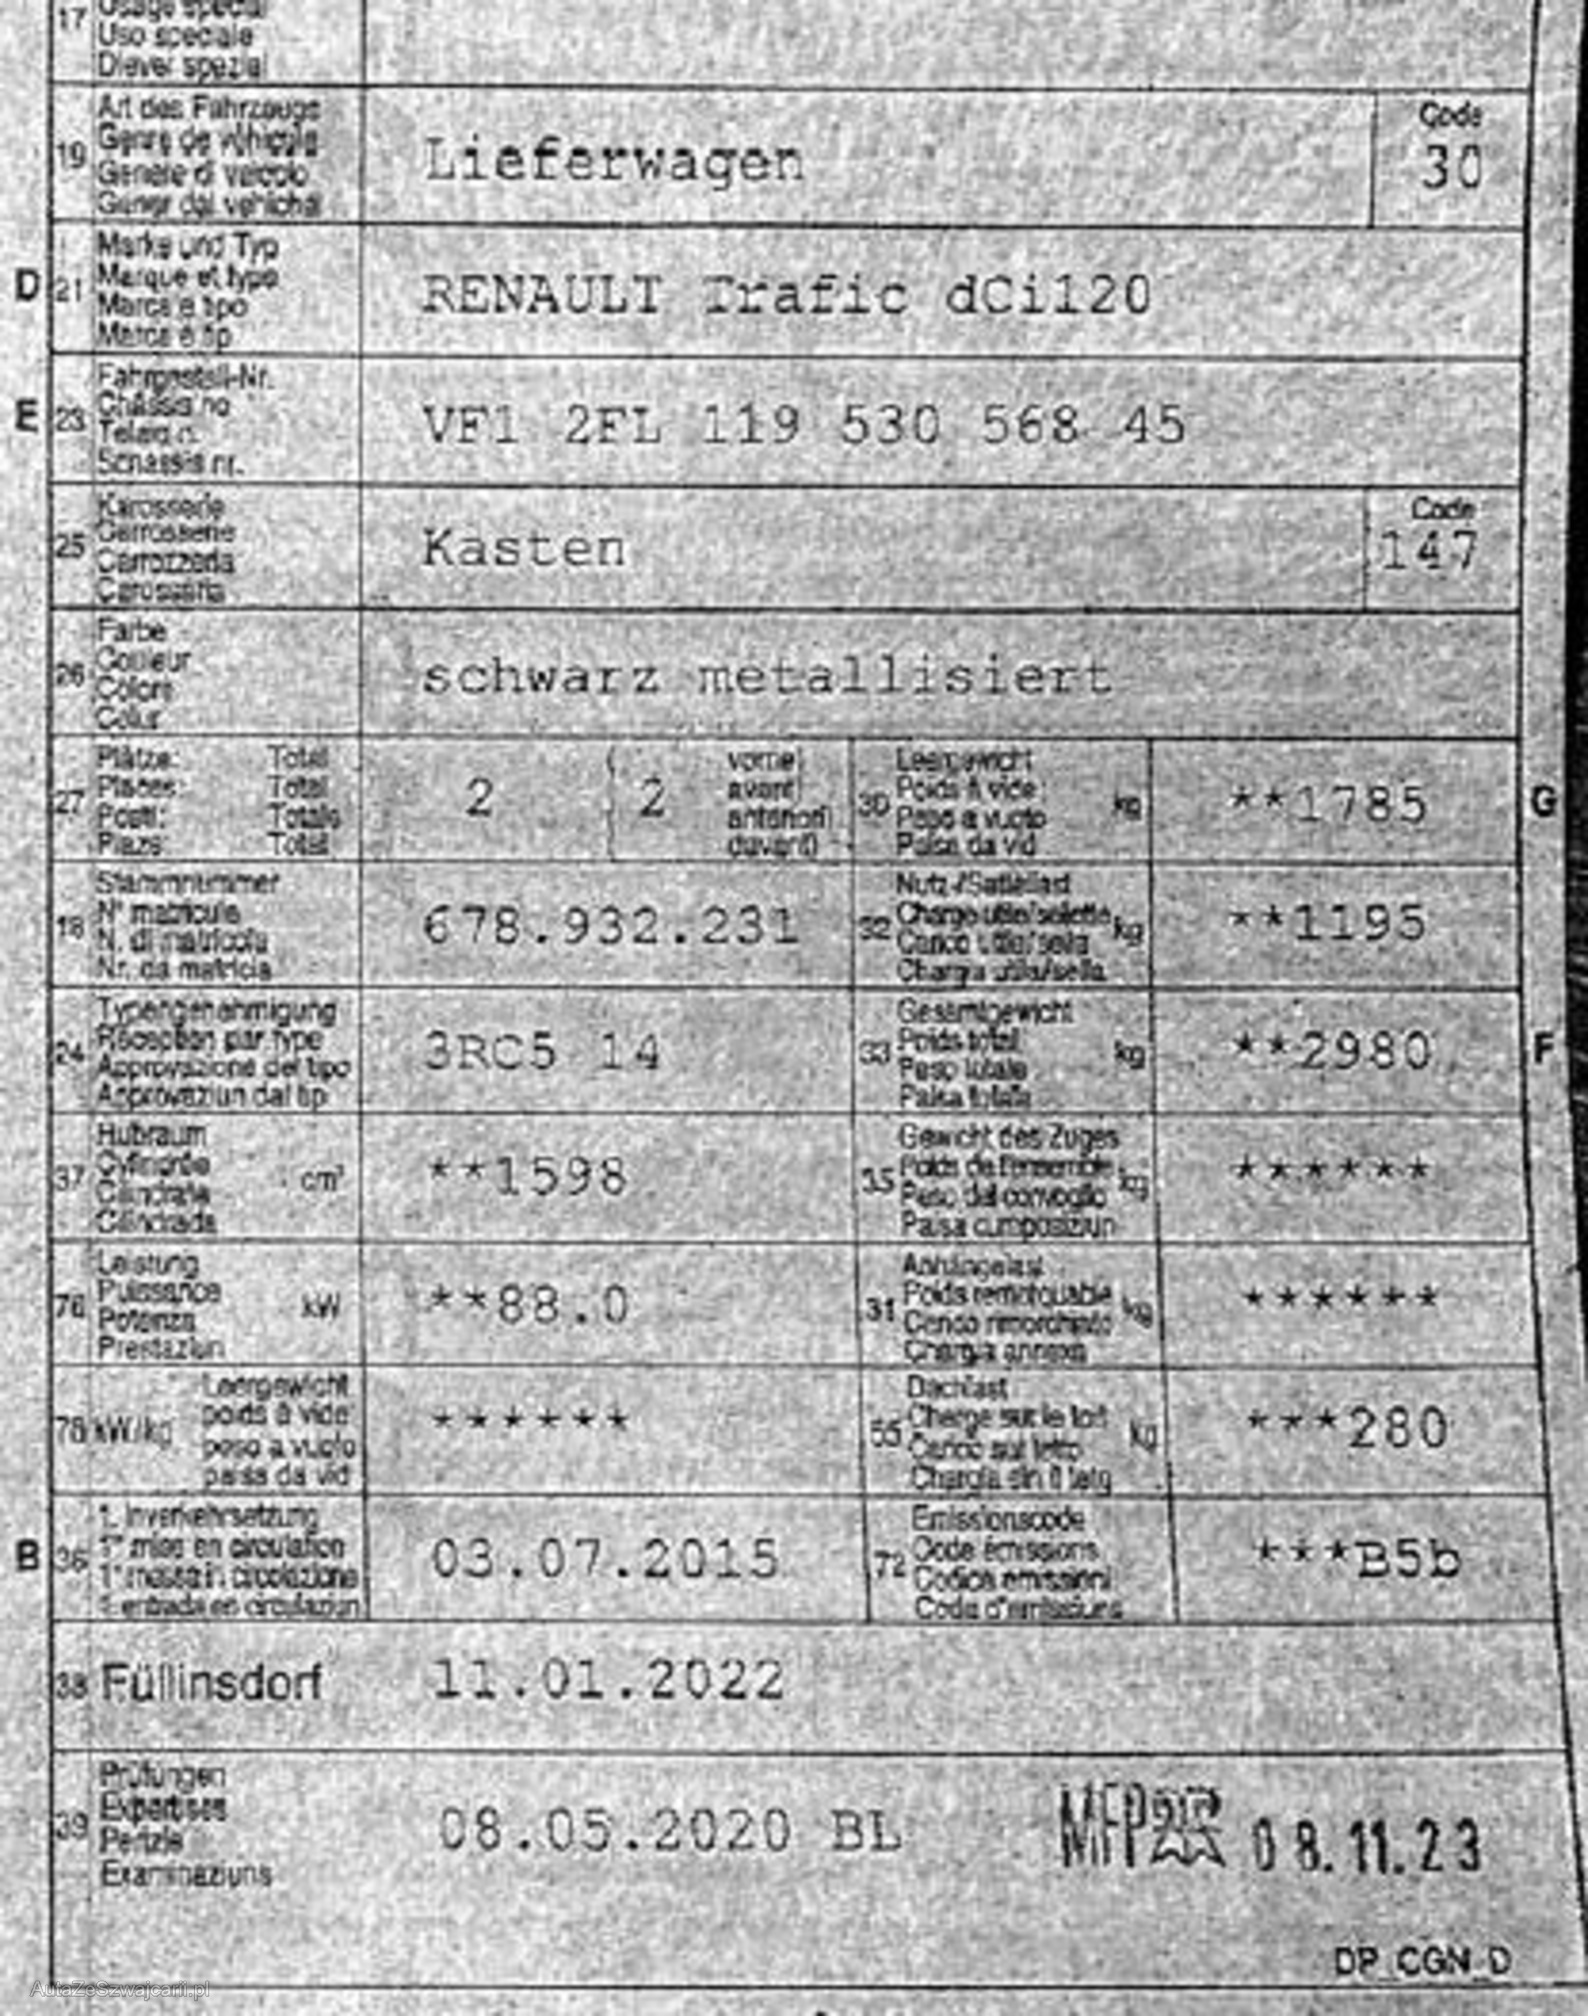 17
Usage spécial
Uso speciale
Diever spezial
19
Art des Fahrzeugs
Genre de véhicule
Genere di veicolo
Gener dal vehichel
Lieferwagen
Code
30
D
21
Marke und Typ
Marque et type
Marca e tipo
Marca e tip
RENAULT Trafic dCi120
E
23
Fahrgestell-Nr.
Châssis no
Telaio n.
Schassis nr.
VF1 2FL 119 530 568 45
25
Karosserie
Carrosserie
Carrozzeria
Carossaria
Kasten
Code
147
26
Farbe
Couleur
Colore
Colur
schwarz metallisiert
27
Plätze: Total
Places: Total
Posti: Totale
Plazs: Total
2
2
vorne)
avant)
anteriori)
davant)
30
Leergewicht
Poids à vide
Peso a vuoto
Paisa da vid
kg
**1785
G
18
Stammnummer
N° matricule
N. di matricola
Nr. da matricla
678.932.231
32
Nutz-/Sattellast
Charge utile/sellette
Carico utile/sella
Chargia utila/sella
kg
**1195
24
Typengenehmigung
Réception par type
Approvazione del tipo
Approvaziun dal tip
3RC5 14
33
Gesamtgewicht
Poids total
Peso totale
Paisa totala
kg
**2980
F
37
Hubraum
Cylindrée
Cilindrata
Cilindrada
cm³
**1598
35
Gewicht des Zuges
Poids de l'ensemble
Peso del convoglio
Paisa cumposiziun
kg
******
76
Leistung
Puissance
Potenza
Prestaziun
kW
**88.0
31
Anhängelast
Poids remorquable
Carico rimorchiato
Chargia annexa
kg
******
78
kW/kg
Leergewicht
poids à vide
peso a vuoto
paisa da vid
******
55
Dachlast
Charge sur le toit
Carico sul tetto
Chargia sin il tetg
kg
***280
B
36
1. Inverkehrsetzung
1re mise en circulation
1a messa in circolazione
1. entrada en circulaziun
03.07.2015
72
Emissionscode
Code émissions
Codice emissioni
Code d'emissiuns
***B5b
38
Füllinsdorf
11.01.2022
39
Prüfungen
Expertises
Perizie
Examinaziuns
08.05.2020 BL
MFP
08.11.23
DP CGN D
AutaZeSzwajcarii.pl